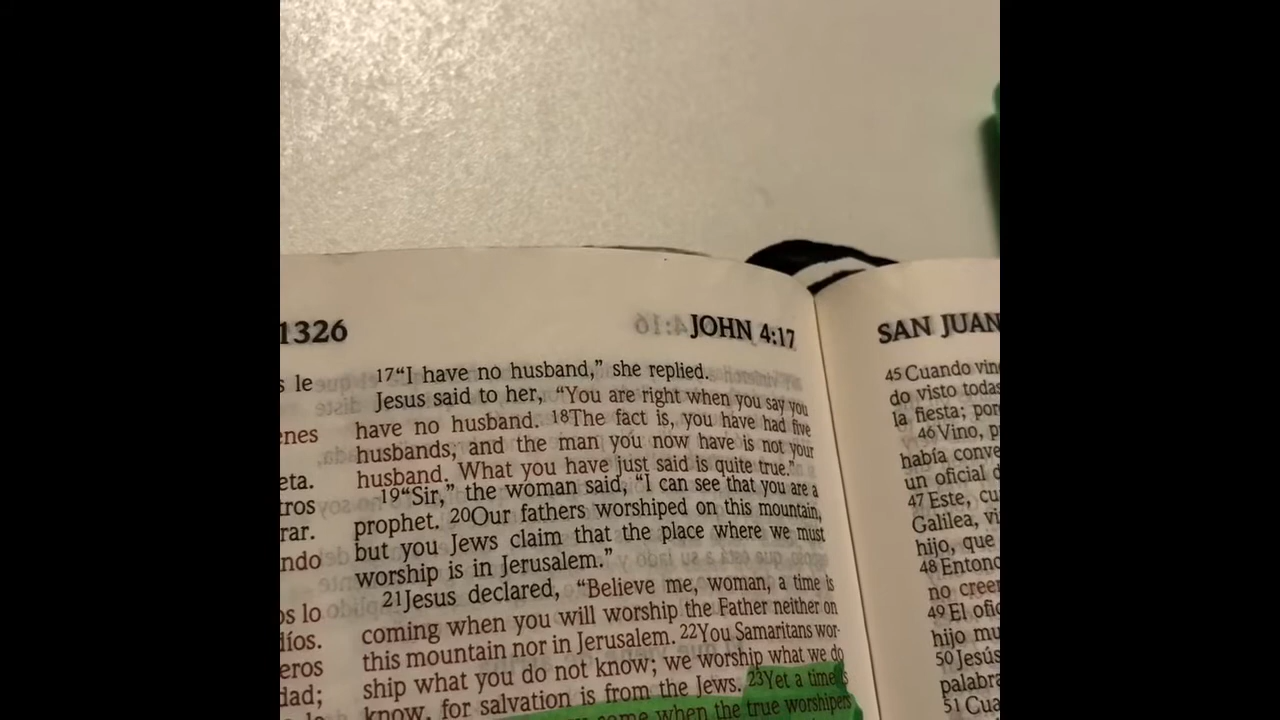 1326
JOHN 4:17
s le
enes
eta.
tros
rar.
ndo
os lo
díos.
eros
dad;
17“I have no husband,” she replied.
Jesus said to her, “You are right when you say you
have no husband. 18The fact is, you have had five
husbands; and the man you now have is not your
husband. What you have just said is quite true.”
19“Sir,” the woman said, “I can see that you are a
prophet. 20Our fathers worshiped on this mountain,
but you Jews claim that the place where we must
worship is in Jerusalem.”
21Jesus declared, “Believe me, woman, a time is
coming when you will worship the Father neither on
this mountain nor in Jerusalem. 22You Samaritans wor-
ship what you do not know; we worship what we do
know, for salvation is from the Jews. 23Yet a time is
come when the true worshipers
SAN JUAN
45 Cuando vin
do visto todas
la fiesta; por
46 Vino, p
había conve
un oficial d
47 Este, cu
Galilea, vi
hijo, que
48 Entonc
no creer
49 El ofic
hijo mu
50 Jesús
palabra
51 Cua